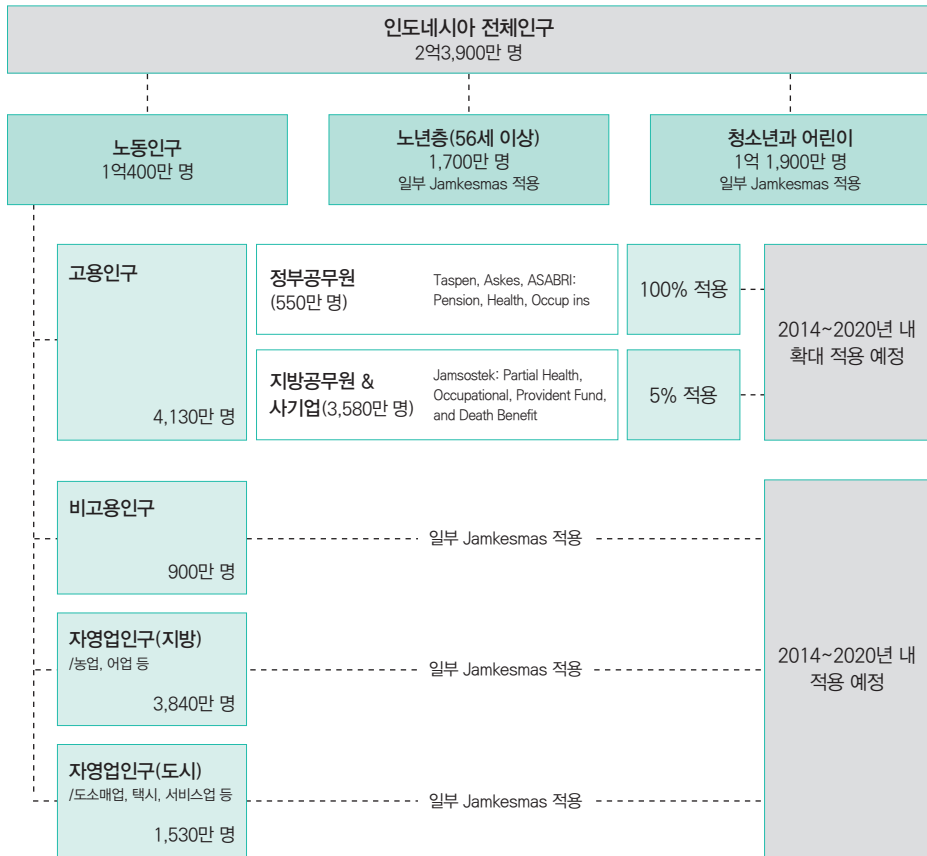 인도네시아 전체인구
2억3,900만 명
노동인구
1억400만 명
노년층(56세 이상)
1,700만 명
일부 Jamkesmas 적용
청소년과 어린이
1억 1,900만 명
일부 Jamkesmas 적용
고용인구
4,130만 명
정부공무원
(550만 명)
Taspen, Askes, ASABRI:
Pension, Health, Occup ins
100% 적용
지방공무원 &
사기업(3,580만 명)
Jamsostek: Partial Health,
Occupational, Provident Fund,
and Death Benefit
5% 적용
2014~2020년 내
확대 적용 예정
비고용인구
900만 명
일부 Jamkesmas 적용
자영업인구(지방)
/농업, 어업 등
3,840만 명
일부 Jamkesmas 적용
자영업인구(도시)
/도소매업, 택시, 서비스업 등
1,530만 명
일부 Jamkesmas 적용
2014~2020년 내
적용 예정